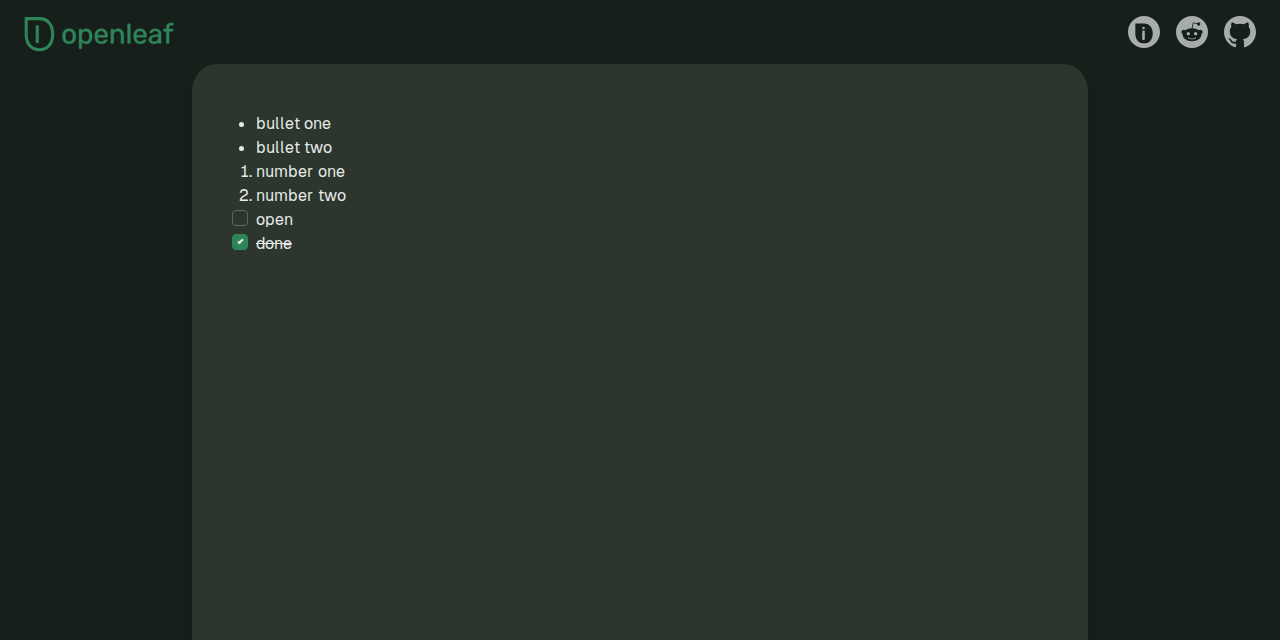 openleaf
• bullet one
• bullet two
1. number one
2. number two
open
done